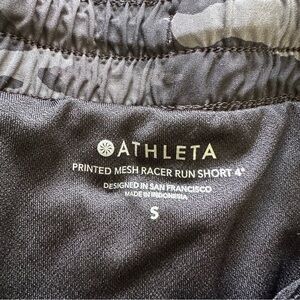 ATHLETA
PRINTED MESH RACER RUN SHORT 4"
DESIGNED IN SAN FRANCISCO
MADE IN INDONESIA
S